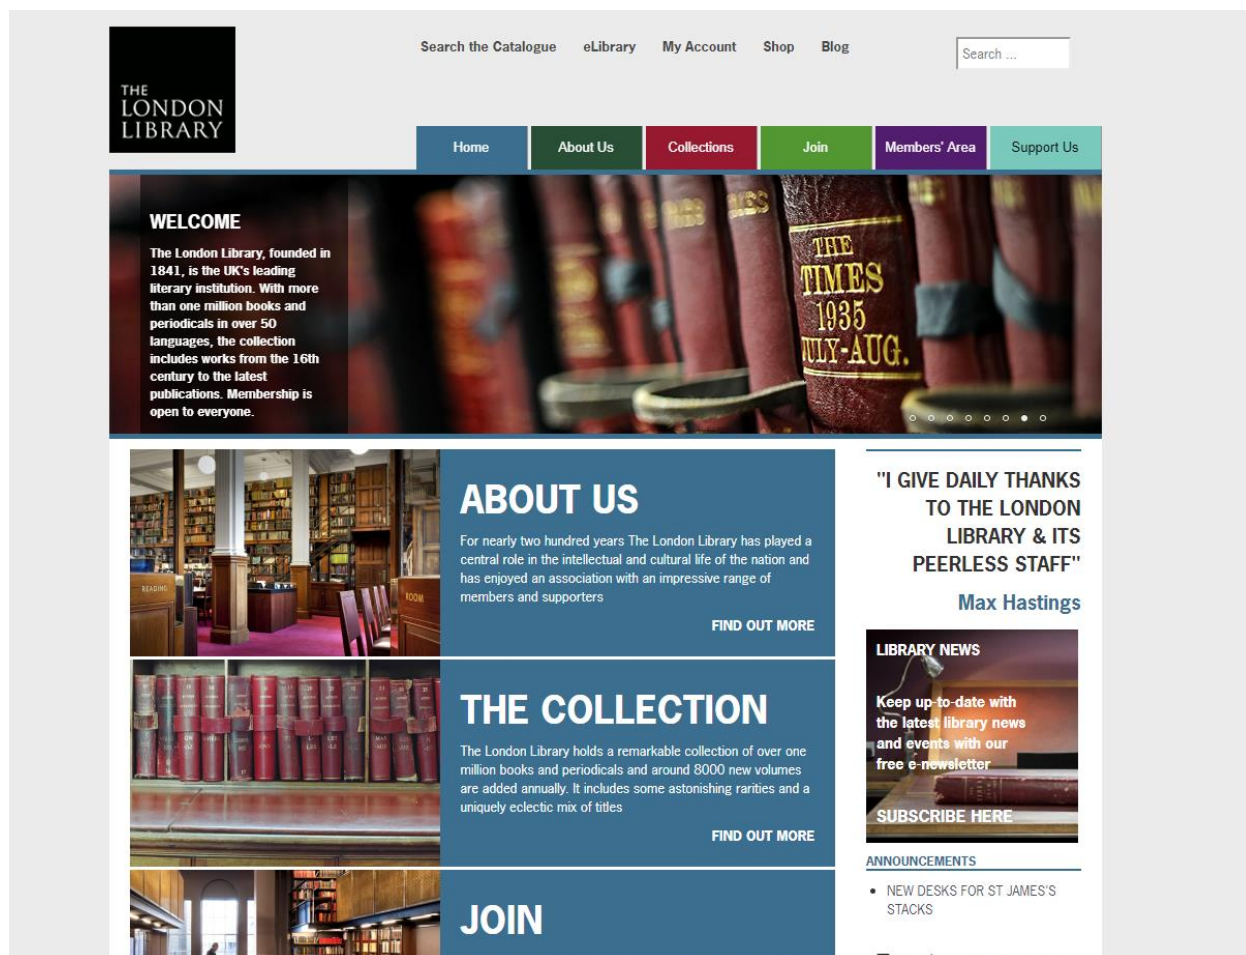 THE
LONDON
LIBRARY
Search the Catalogue eLibrary My Account Shop Blog
Search ...
Home About Us Collections Join Members' Area Support Us
WELCOME
The London Library, founded in
1841, is the UK's leading
literary institution. With more
than one million books and
periodicals in over 50
languages, the collection
includes works from the 16th
century to the latest
publications. Membership is
open to everyone.
THE
TIMES
1935
JULY-AUG.
READING
ROOM
ABOUT US
For nearly two hundred years The London Library has played a
central role in the intellectual and cultural life of the nation and
has enjoyed an association with an impressive range of
members and supporters
FIND OUT MORE
THE COLLECTION
The London Library holds a remarkable collection of over one
million books and periodicals and around 8000 new volumes
are added annually. It includes some astonishing rarities and a
uniquely eclectic mix of titles
FIND OUT MORE
JOIN
"I GIVE DAILY THANKS
TO THE LONDON
LIBRARY & ITS
PEERLESS STAFF"
Max Hastings
LIBRARY NEWS
Keep up-to-date with
the latest library news
and events with our
free e-newsletter
SUBSCRIBE HERE
ANNOUNCEMENTS
• NEW DESKS FOR ST JAMES'S
STACKS